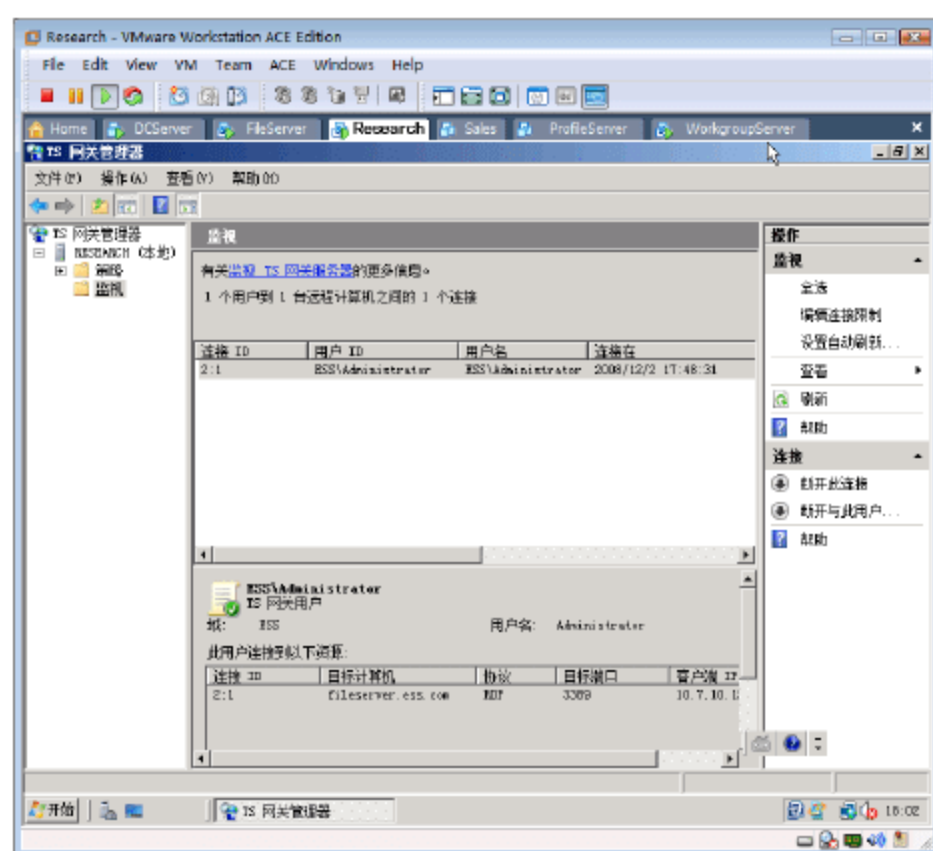 Research - VMware Workstation ACE Edition
File Edit View VM Team ACE Windows Help
Home DCServer FileServer Research Sales ProfileServer WorkgroupServer
TS 网关管理器
文件(F) 操作(A) 查看(V) 帮助(H)
TS 网关管理器
RESEARCH (本地)
策略
监视
监视
有关监视 TS 网关服务器的更多信息。
1 个用户到 1 台远程计算机之间的 1 个连接
连接 ID 用户 ID 用户名 连接在
2:1 ESS\Administrator ESS\Administrator 2008/12/2 17:48:31
ESS\Administrator
TS 网关用户
域: ESS 用户名: Administrator
此用户连接到以下资源:
连接 ID 目标计算机 协议 目标端口 客户端 IP
2:1 fileserver.ess.com RDP 3389 10.7.10.1
操作
监视
全选
编辑连接限制
设置自动刷新...
查看
刷新
帮助
连接
断开此连接
断开与此用户...
帮助
开始 TS 网关管理器 18:02